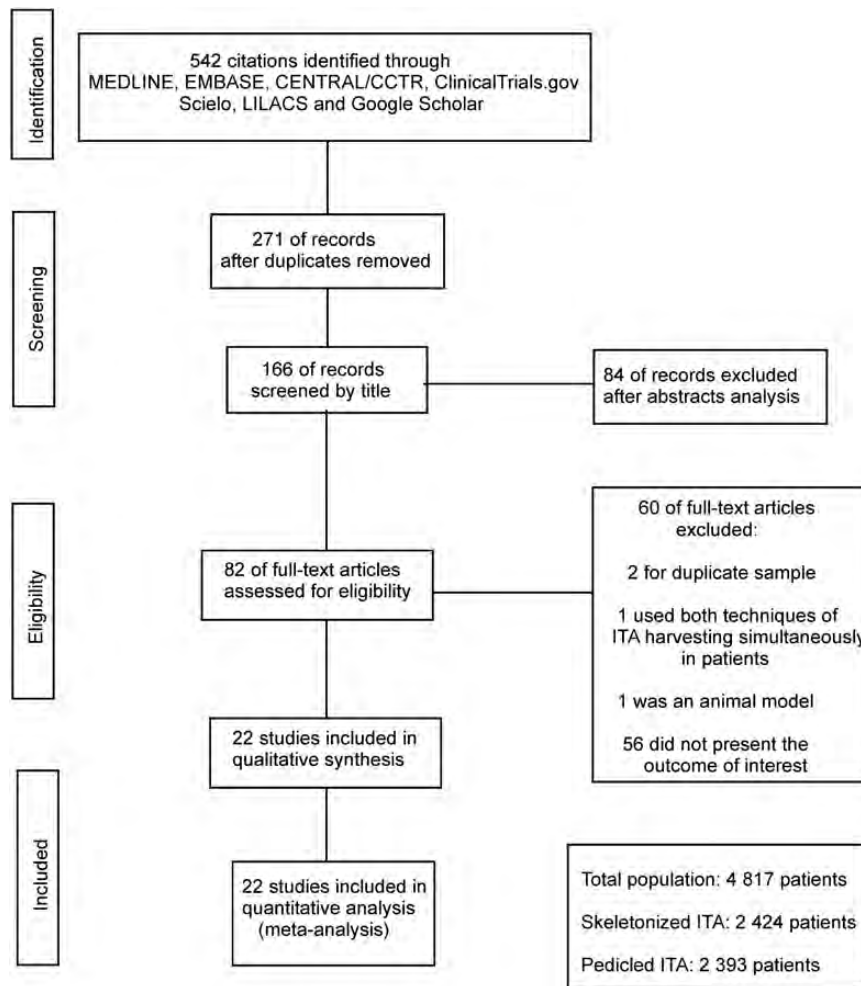 Identification
542 citations identified through
MEDLINE, EMBASE, CENTRAL/CCTR, ClinicalTrials.gov
Scielo, LILACS and Google Scholar
Screening
271 of records
after duplicates removed
166 of records
screened by title
84 of records excluded
after abstracts analysis
Eligibility
82 of full-text articles
assessed for eligibility
60 of full-text articles
excluded:
2 for duplicate sample
1 used both techniques of
ITA harvesting simultaneously
in patients
1 was an animal model
56 did not present the
outcome of interest
22 studies included in
qualitative synthesis
Included
22 studies included in
quantitative analysis
(meta-analysis)
Total population: 4 817 patients
Skeletonized ITA: 2 424 patients
Pedicled ITA: 2 393 patients